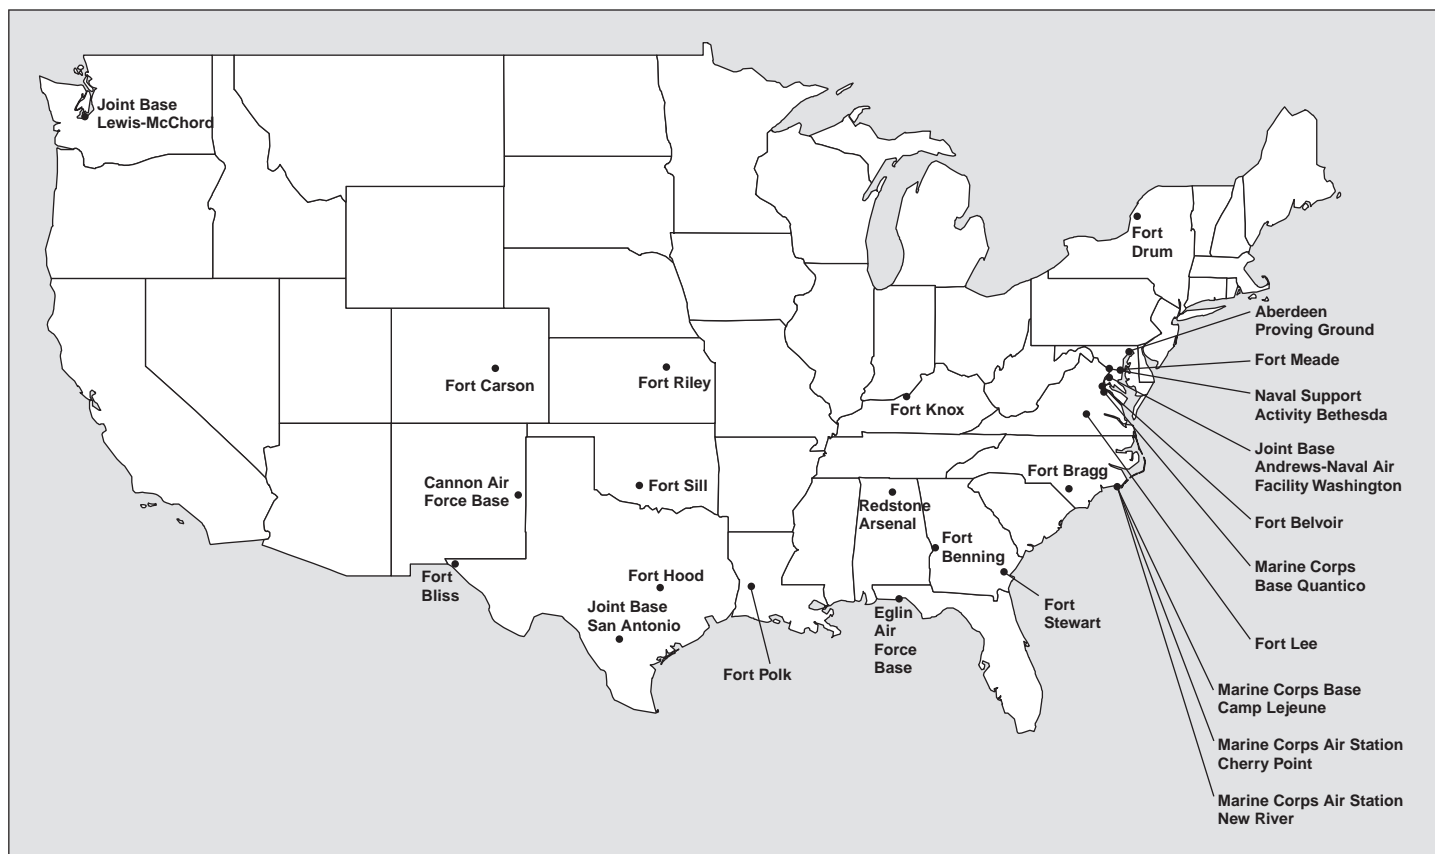 Joint Base
Lewis-McChord
Fort
Drum
Aberdeen
Proving Ground
Fort Meade
Fort Carson
Fort Riley
Fort Knox
Naval Support
Activity Bethesda
Joint Base
Andrews-Naval Air
Facility Washington
Fort Bragg
Cannon Air
Force Base
Fort Sill
Redstone
Arsenal
Fort Belvoir
Fort
Benning
Marine Corps
Base Quantico
Fort
Bliss
Fort Hood
Joint Base
San Antonio
Eglin
Air
Force
Base
Fort
Stewart
Fort Lee
Fort Polk
Marine Corps Base
Camp Lejeune
Marine Corps Air Station
Cherry Point
Marine Corps Air Station
New River